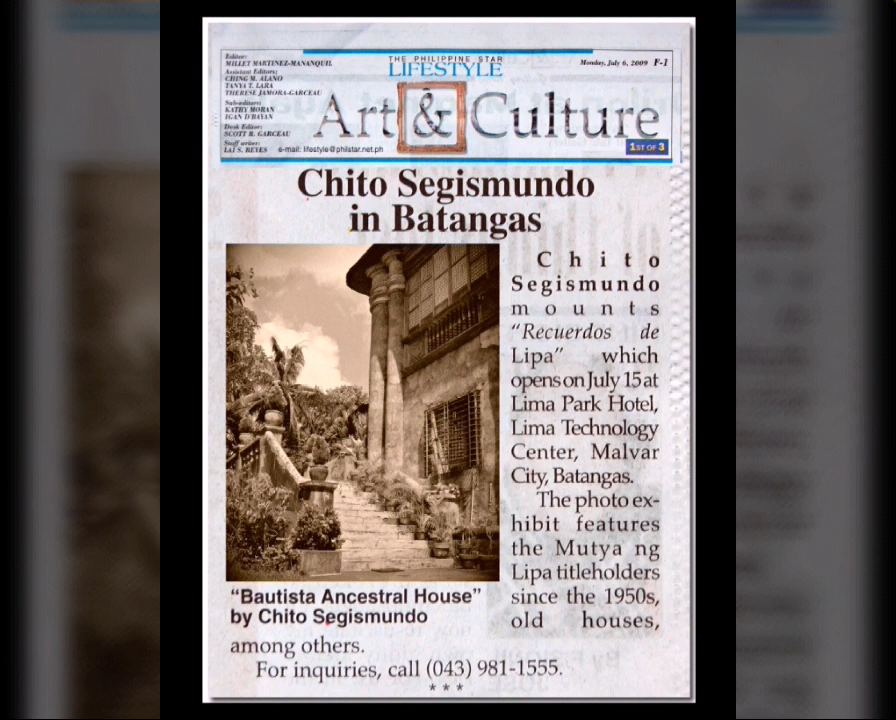 Editor:
MILLET MARTINEZ-MANANQUIL
Assistant Editors:
CHING M. ALANO
TANYA T. LARA
THERESE JAMORA-GARCEAU
Sub-editors:
KATHY MORAN
IGAN D'BAYAN
Desk Editor:
SCOTT R. GARCEAU
Staff writer:
LAI S. REYES e-mail: lifestyle@philstar.net.ph
THE PHILIPPINE STAR
LIFESTYLE
Monday, July 6, 2009 F-1
Art & Culture
1ST OF 3
Chito Segismundo
in Batangas
Chito
Segismundo
mounts
"Recuerdos de
Lipa" which
opens on July 15 at
Lima Park Hotel,
Lima Technology
Center, Malvar
City, Batangas.
The photo ex-
hibit features
the Mutya ng
Lipa titleholders
since the 1950s,
old houses,
"Bautista Ancestral House"
by Chito Segismundo
among others.
For inquiries, call (043) 981-1555.
* * *